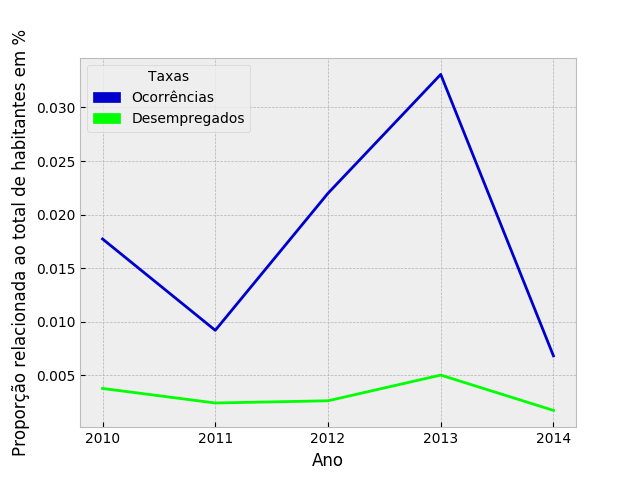 Proporção relacionada ao total de habitantes em %
Taxas
Ocorrências
Desempregados
0.030
0.025
0.020
0.015
0.010
0.005
2010 2011 2012 2013 2014
Ano